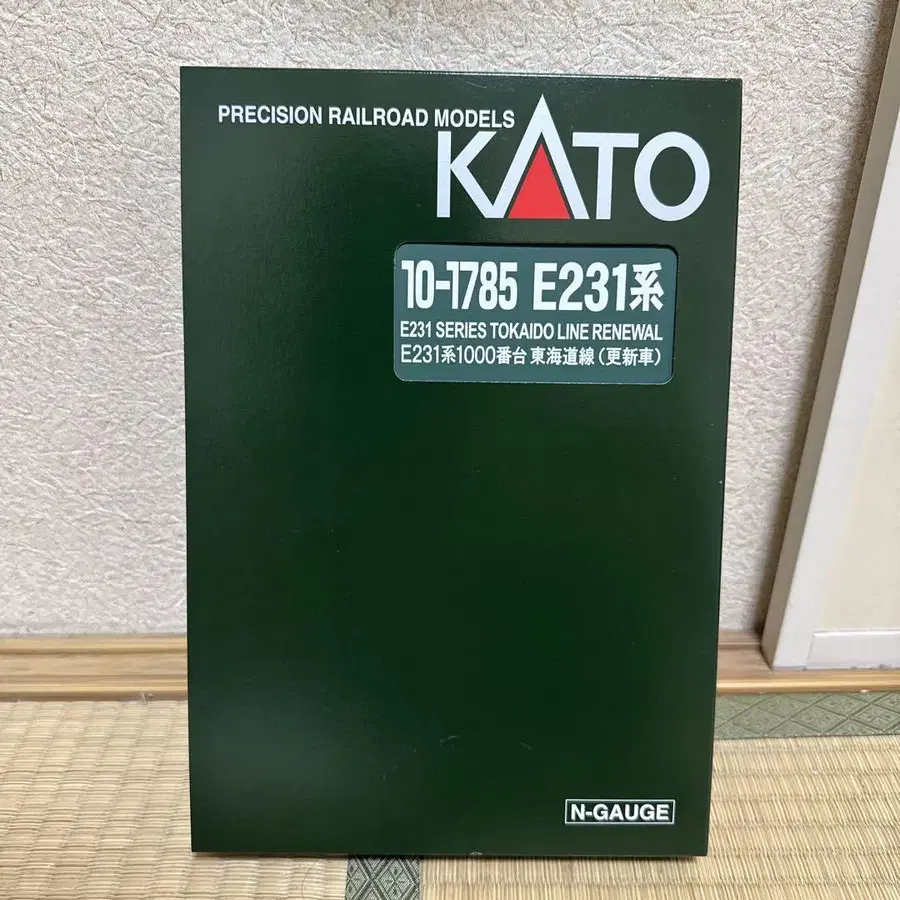 PRECISION RAILROAD MODELS
KATO
10-1785 E231系
E231 SERIES TOKAIDO LINE RENEWAL
E231系1000番台 東海道線（更新車）
N-GAUGE